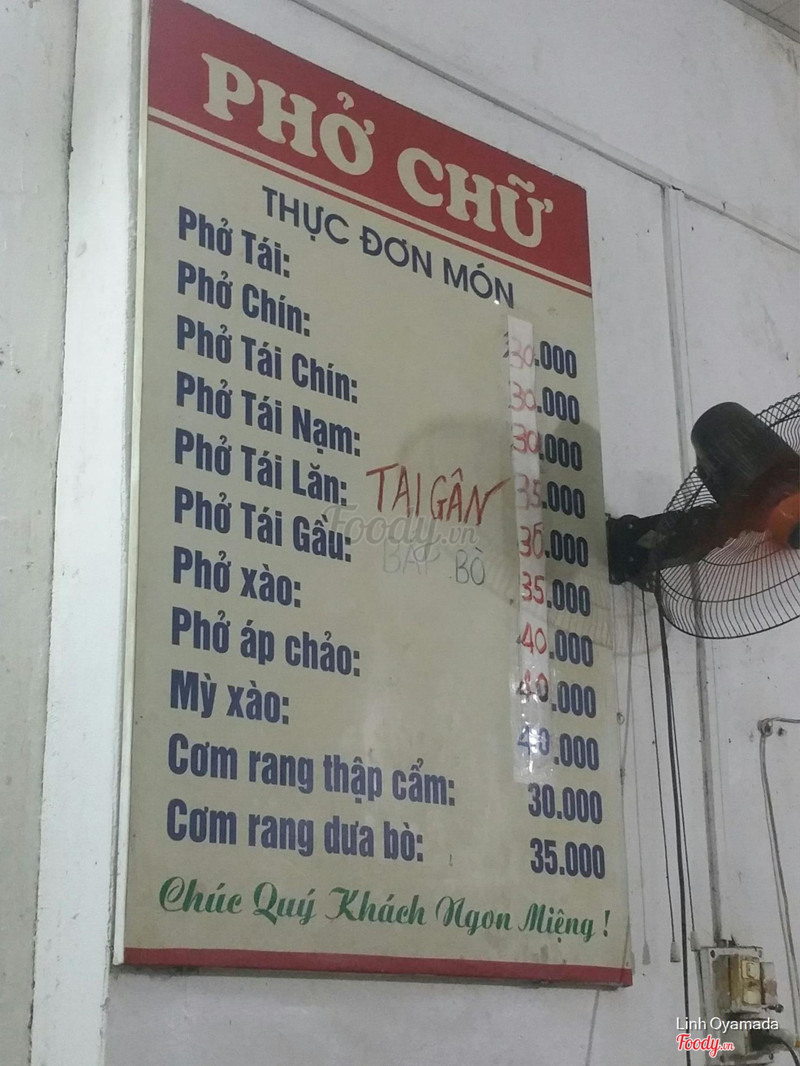 PHỞ CHỮ
THỰC ĐƠN MÓN
Phở Tái: 30.000
Phở Chín: 30.000
Phở Tái Chín: 30.000
Phở Tái Nạm: 35.000
Phở Tái Lăn: TAI GÂN 35.000
Phở Tái Gầu: BAP BÒ 35.000
Phở xào: 40.000
Phở áp chảo: 40.000
Mỳ xào: 40.000
Cơm rang thập cẩm: 30.000
Cơm rang dưa bò: 35.000
Chúc Quý Khách Ngon Miệng !
Foody.vn
Linh Oyamada
Foody.vn